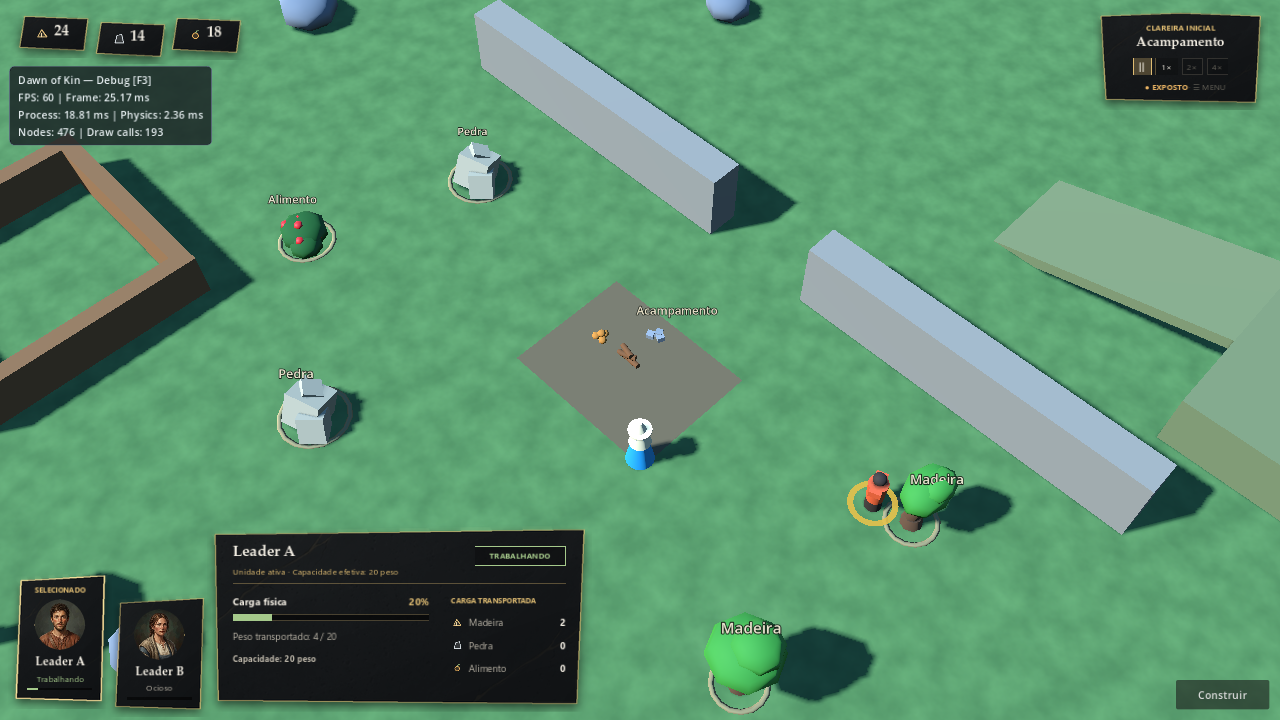 24
14
18
Dawn of Kin — Debug [F3]
FPS: 60 | Frame: 25.17 ms
Process: 18.81 ms | Physics: 2.36 ms
Nodes: 476 | Draw calls: 193
CLAREIRA INICIAL
Acampamento
1×
2×
4×
● EXPOSTO ☰ MENU
Pedra
Alimento
Acampamento
Pedra
Madeira
Madeira
SELECIONADO
Leader A
Trabalhando
Leader B
Ocioso
Leader A
TRABALHANDO
Unidade ativa · Capacidade efetiva: 20 peso
Carga física 20%
Peso transportado: 4 / 20
Capacidade: 20 peso
CARGA TRANSPORTADA
Madeira 2
Pedra 0
Alimento 0
Construir